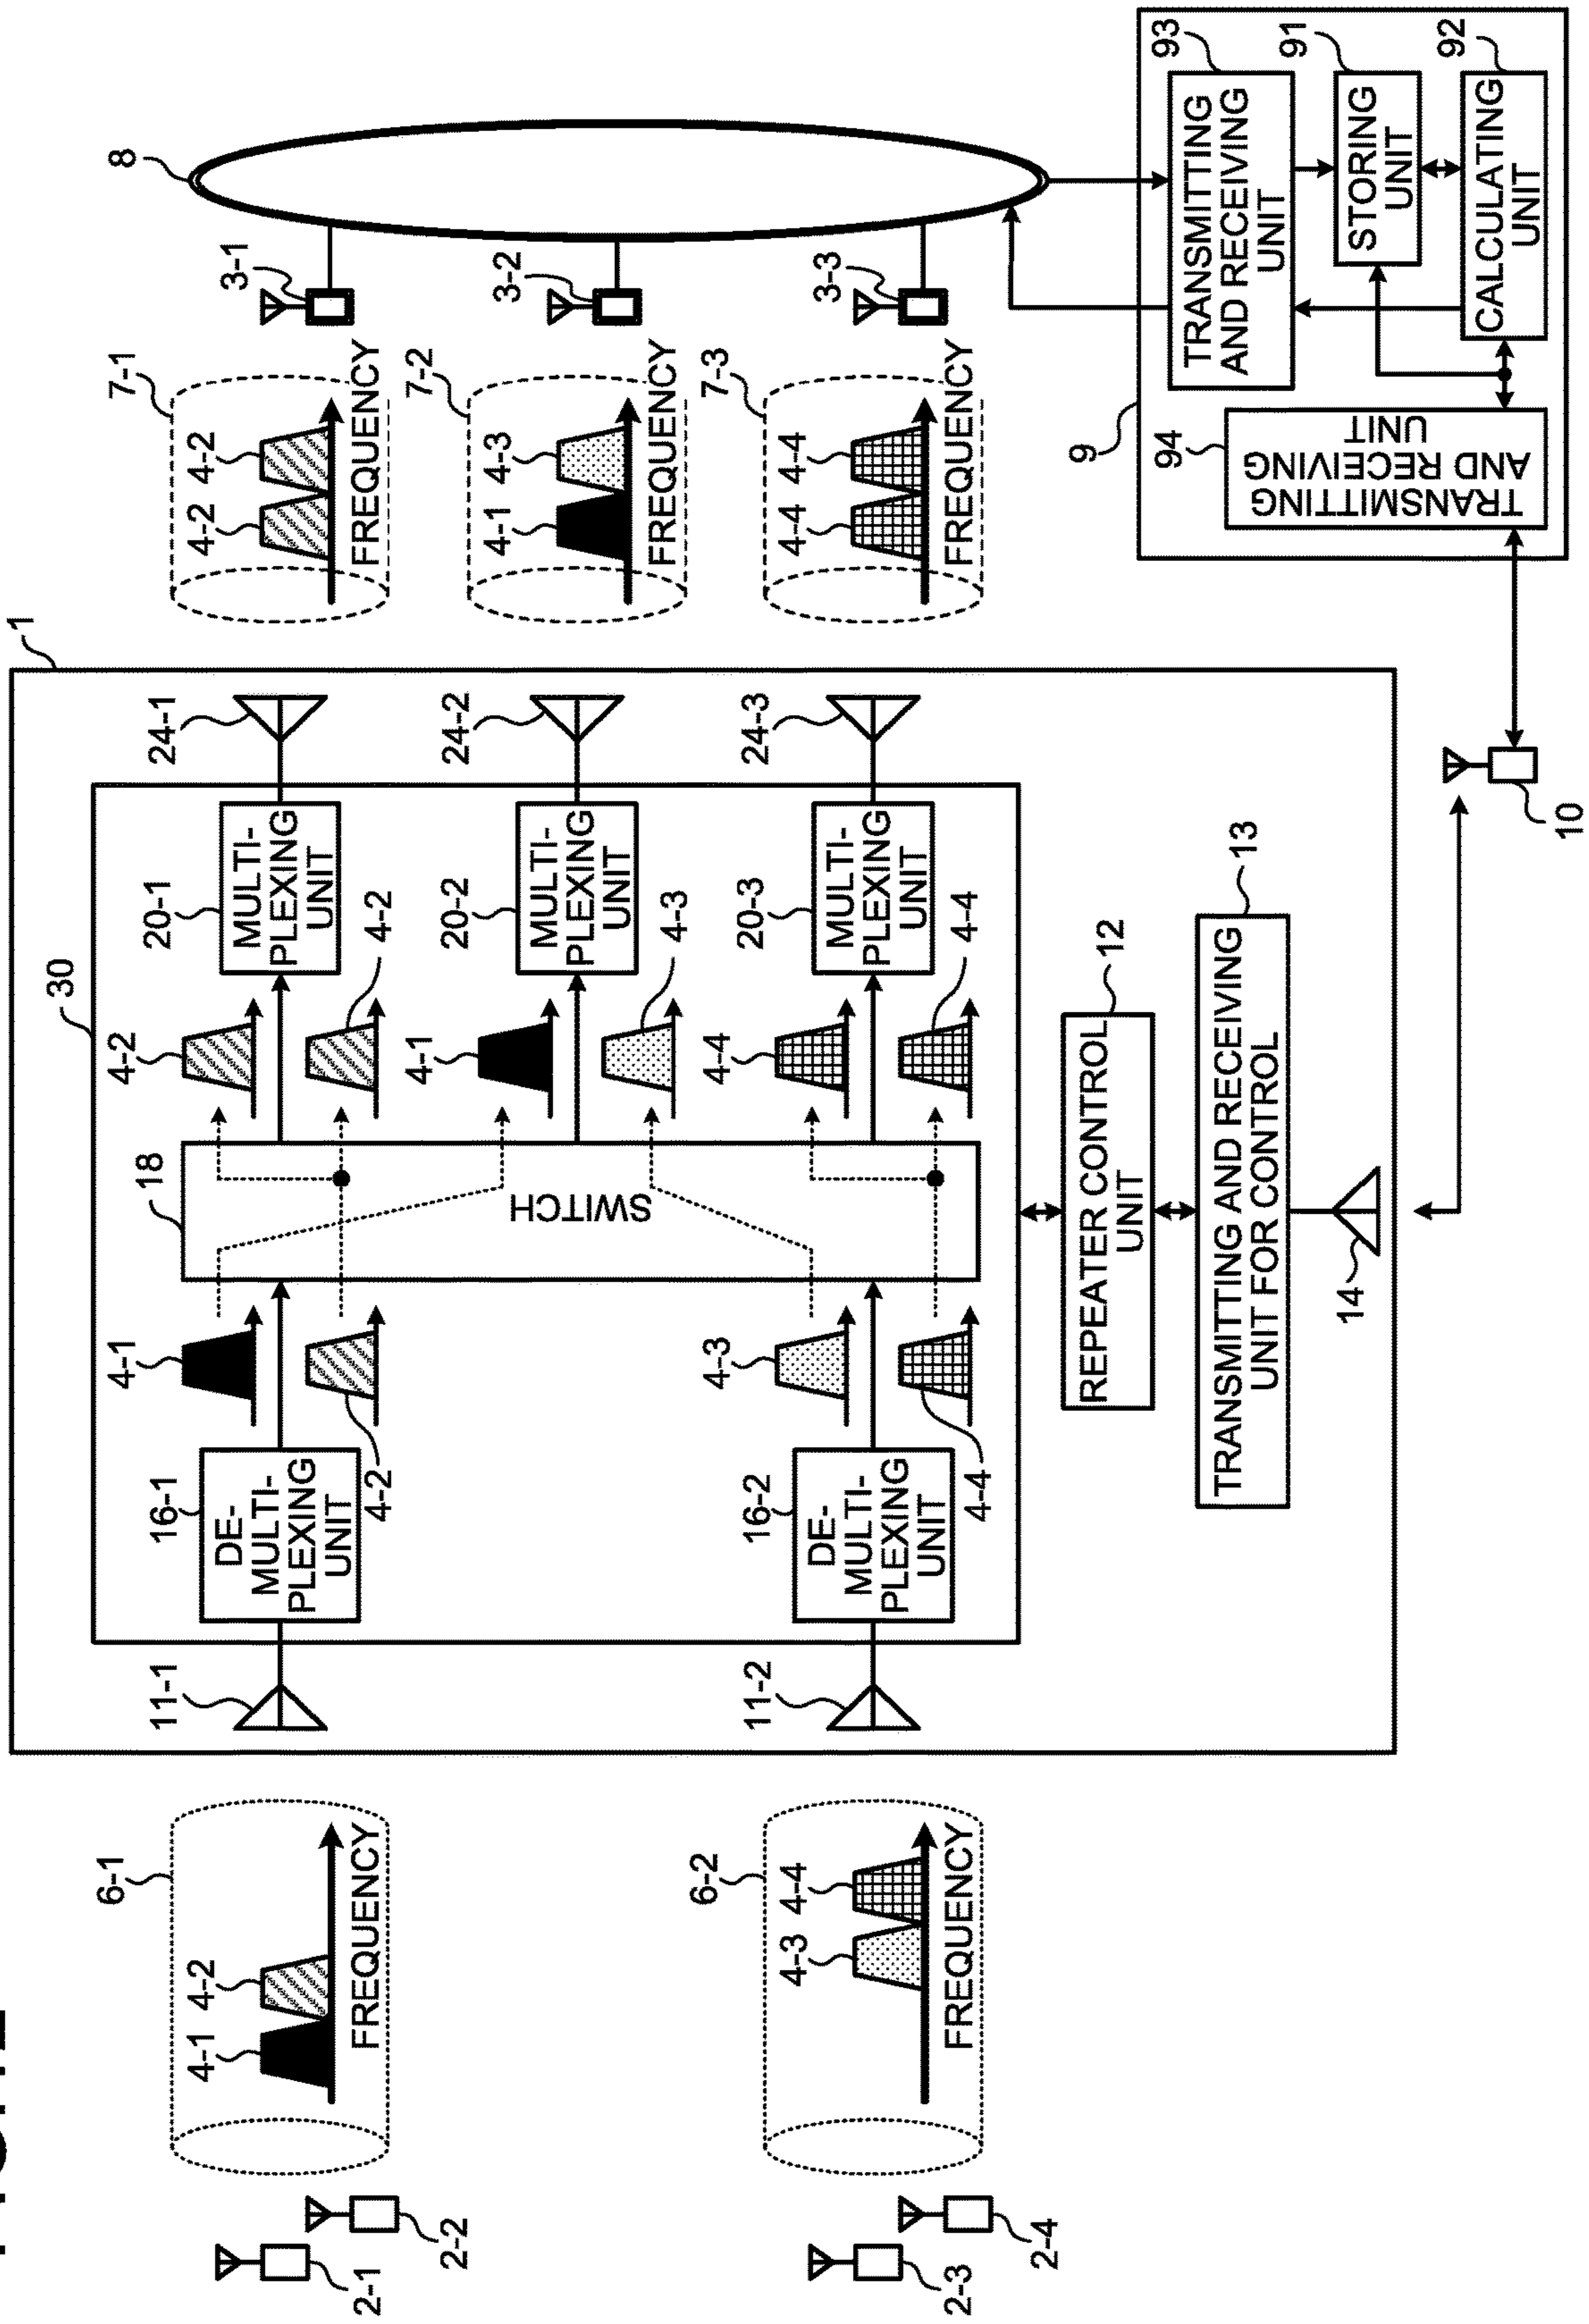 2-1
2-2
2-3
2-4
6-1
4-1
4-2
FREQUENCY
6-2
4-3
4-4
FREQUENCY
1
30
11-1
16-1
DE-
MULTI-
PLEXING
UNIT
4-1
4-2
11-2
16-2
DE-
MULTI-
PLEXING
UNIT
4-3
4-4
18
SWITCH
4-2
4-2
20-1
MULTI-
PLEXING
UNIT
24-1
4-1
4-3
20-2
MULTI-
PLEXING
UNIT
24-2
4-4
4-4
20-3
MULTI-
PLEXING
UNIT
24-3
12
REPEATER CONTROL
UNIT
13
TRANSMITTING AND RECEIVING
UNIT FOR CONTROL
14
10
7-1
4-2
4-2
FREQUENCY
3-1
7-2
4-1
4-3
FREQUENCY
3-2
7-3
4-4
4-4
FREQUENCY
3-3
8
9
94
TRANSMITTING
AND RECEIVING
UNIT
93
TRANSMITTING
AND RECEIVING
UNIT
91
STORING
UNIT
92
CALCULATING
UNIT